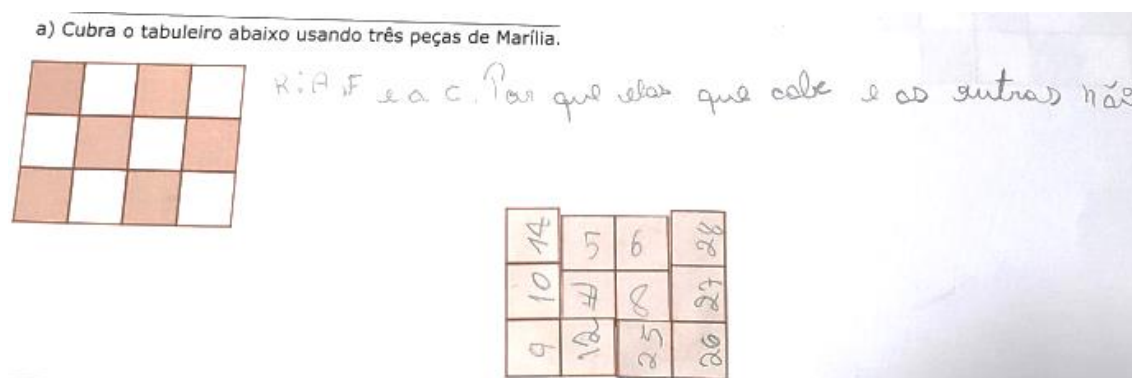 a) Cubra o tabuleiro abaixo usando três peças de Marília.
R: A, F e a C. Por que elas que cabe e as outras não
14 5 6 28
10 7 8 27
9 12 25 26